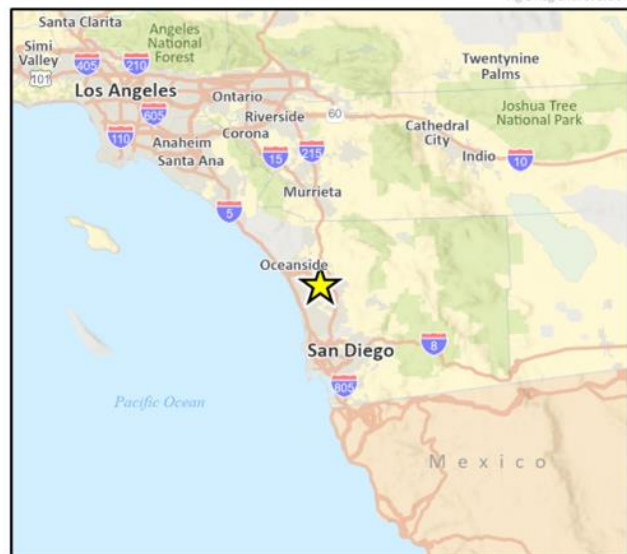 Santa Clarita
Simi
Valley
Angeles
National
Forest
101
405
210
Twentynine
Palms
Los Angeles
Ontario
605
Riverside
60
Joshua Tree
National Park
110
Anaheim
Corona
Cathedral
City
Santa Ana
15
215
Indio
10
Murrieta
5
Oceanside
San Diego
8
805
Pacific Ocean
Mexico